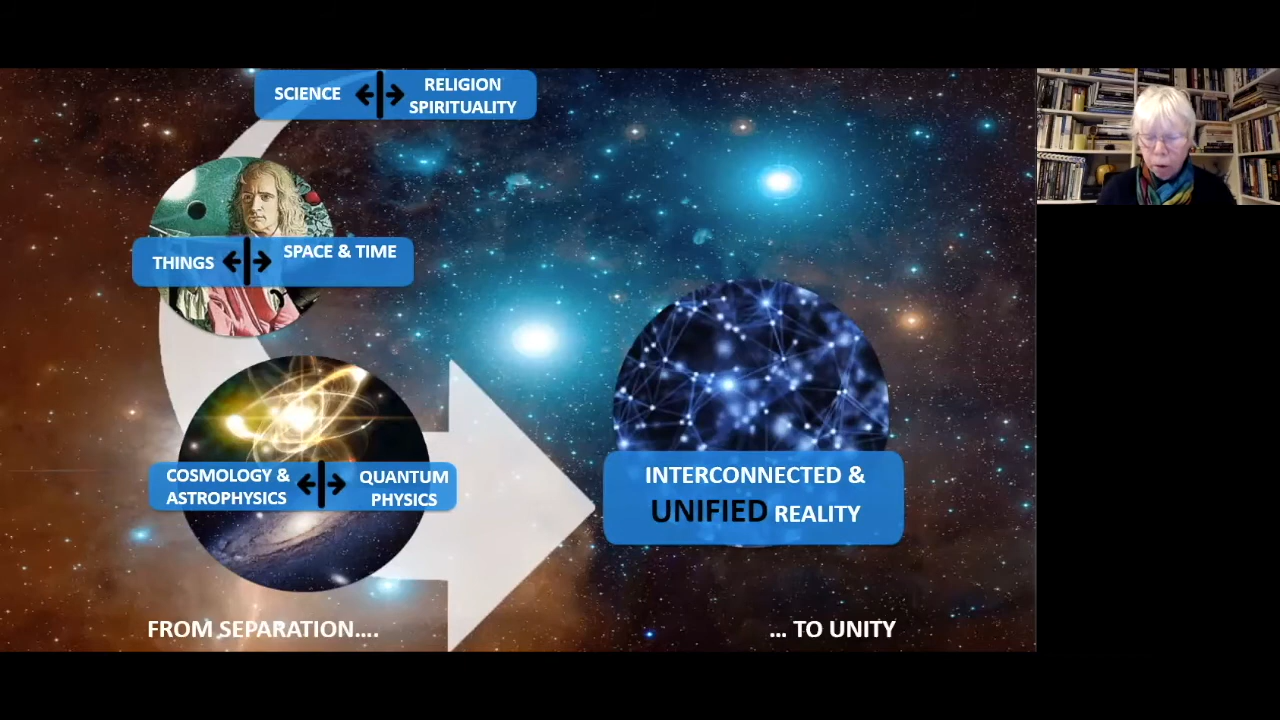 SCIENCE
RELIGION
SPIRITUALITY
THINGS
SPACE & TIME
COSMOLOGY &
ASTROPHYSICS
QUANTUM
PHYSICS
INTERCONNECTED &
UNIFIED REALITY
FROM SEPARATION....
... TO UNITY